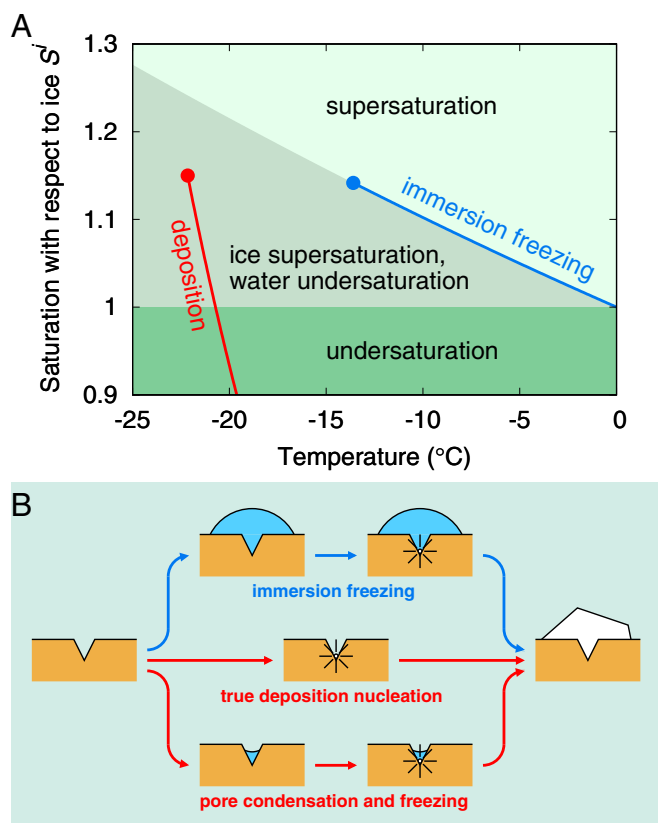 A
Saturation with respect to ice Sⁱ
1.3
1.2
1.1
1
0.9
supersaturation
immersion freezing
deposition
ice supersaturation,
water undersaturation
undersaturation
-25
-20
-15
-10
-5
0
Temperature (°C)
B
immersion freezing
true deposition nucleation
pore condensation and freezing